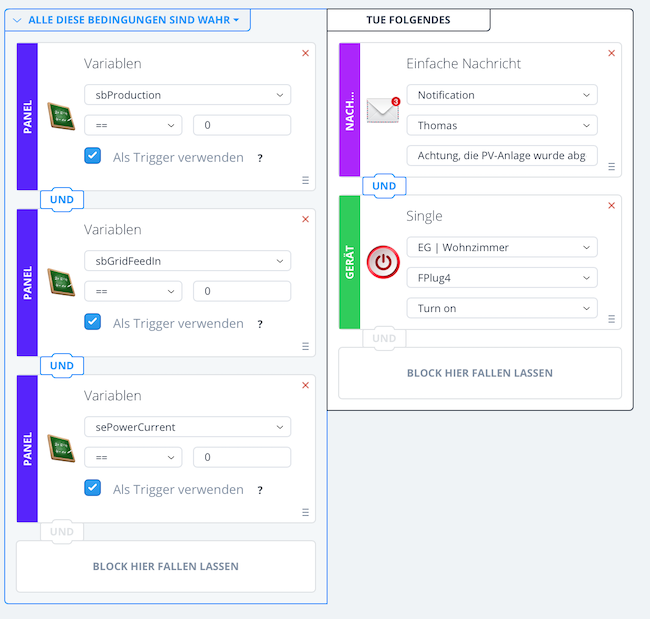 ALLE DIESE BEDINGUNGEN SIND WAHR
PANEL
Variablen
sbProduction
==
0
Als Trigger verwenden ?
UND
PANEL
Variablen
sbGridFeedIn
==
0
Als Trigger verwenden ?
UND
PANEL
Variablen
sePowerCurrent
==
0
Als Trigger verwenden ?
UND
BLOCK HIER FALLEN LASSEN
TUE FOLGENDES
NACH...
Einfache Nachricht
3
Notification
Thomas
Achtung, die PV-Anlage wurde abg
UND
GERÄT
Single
EG | Wohnzimmer
FPlug4
Turn on
UND
BLOCK HIER FALLEN LASSEN